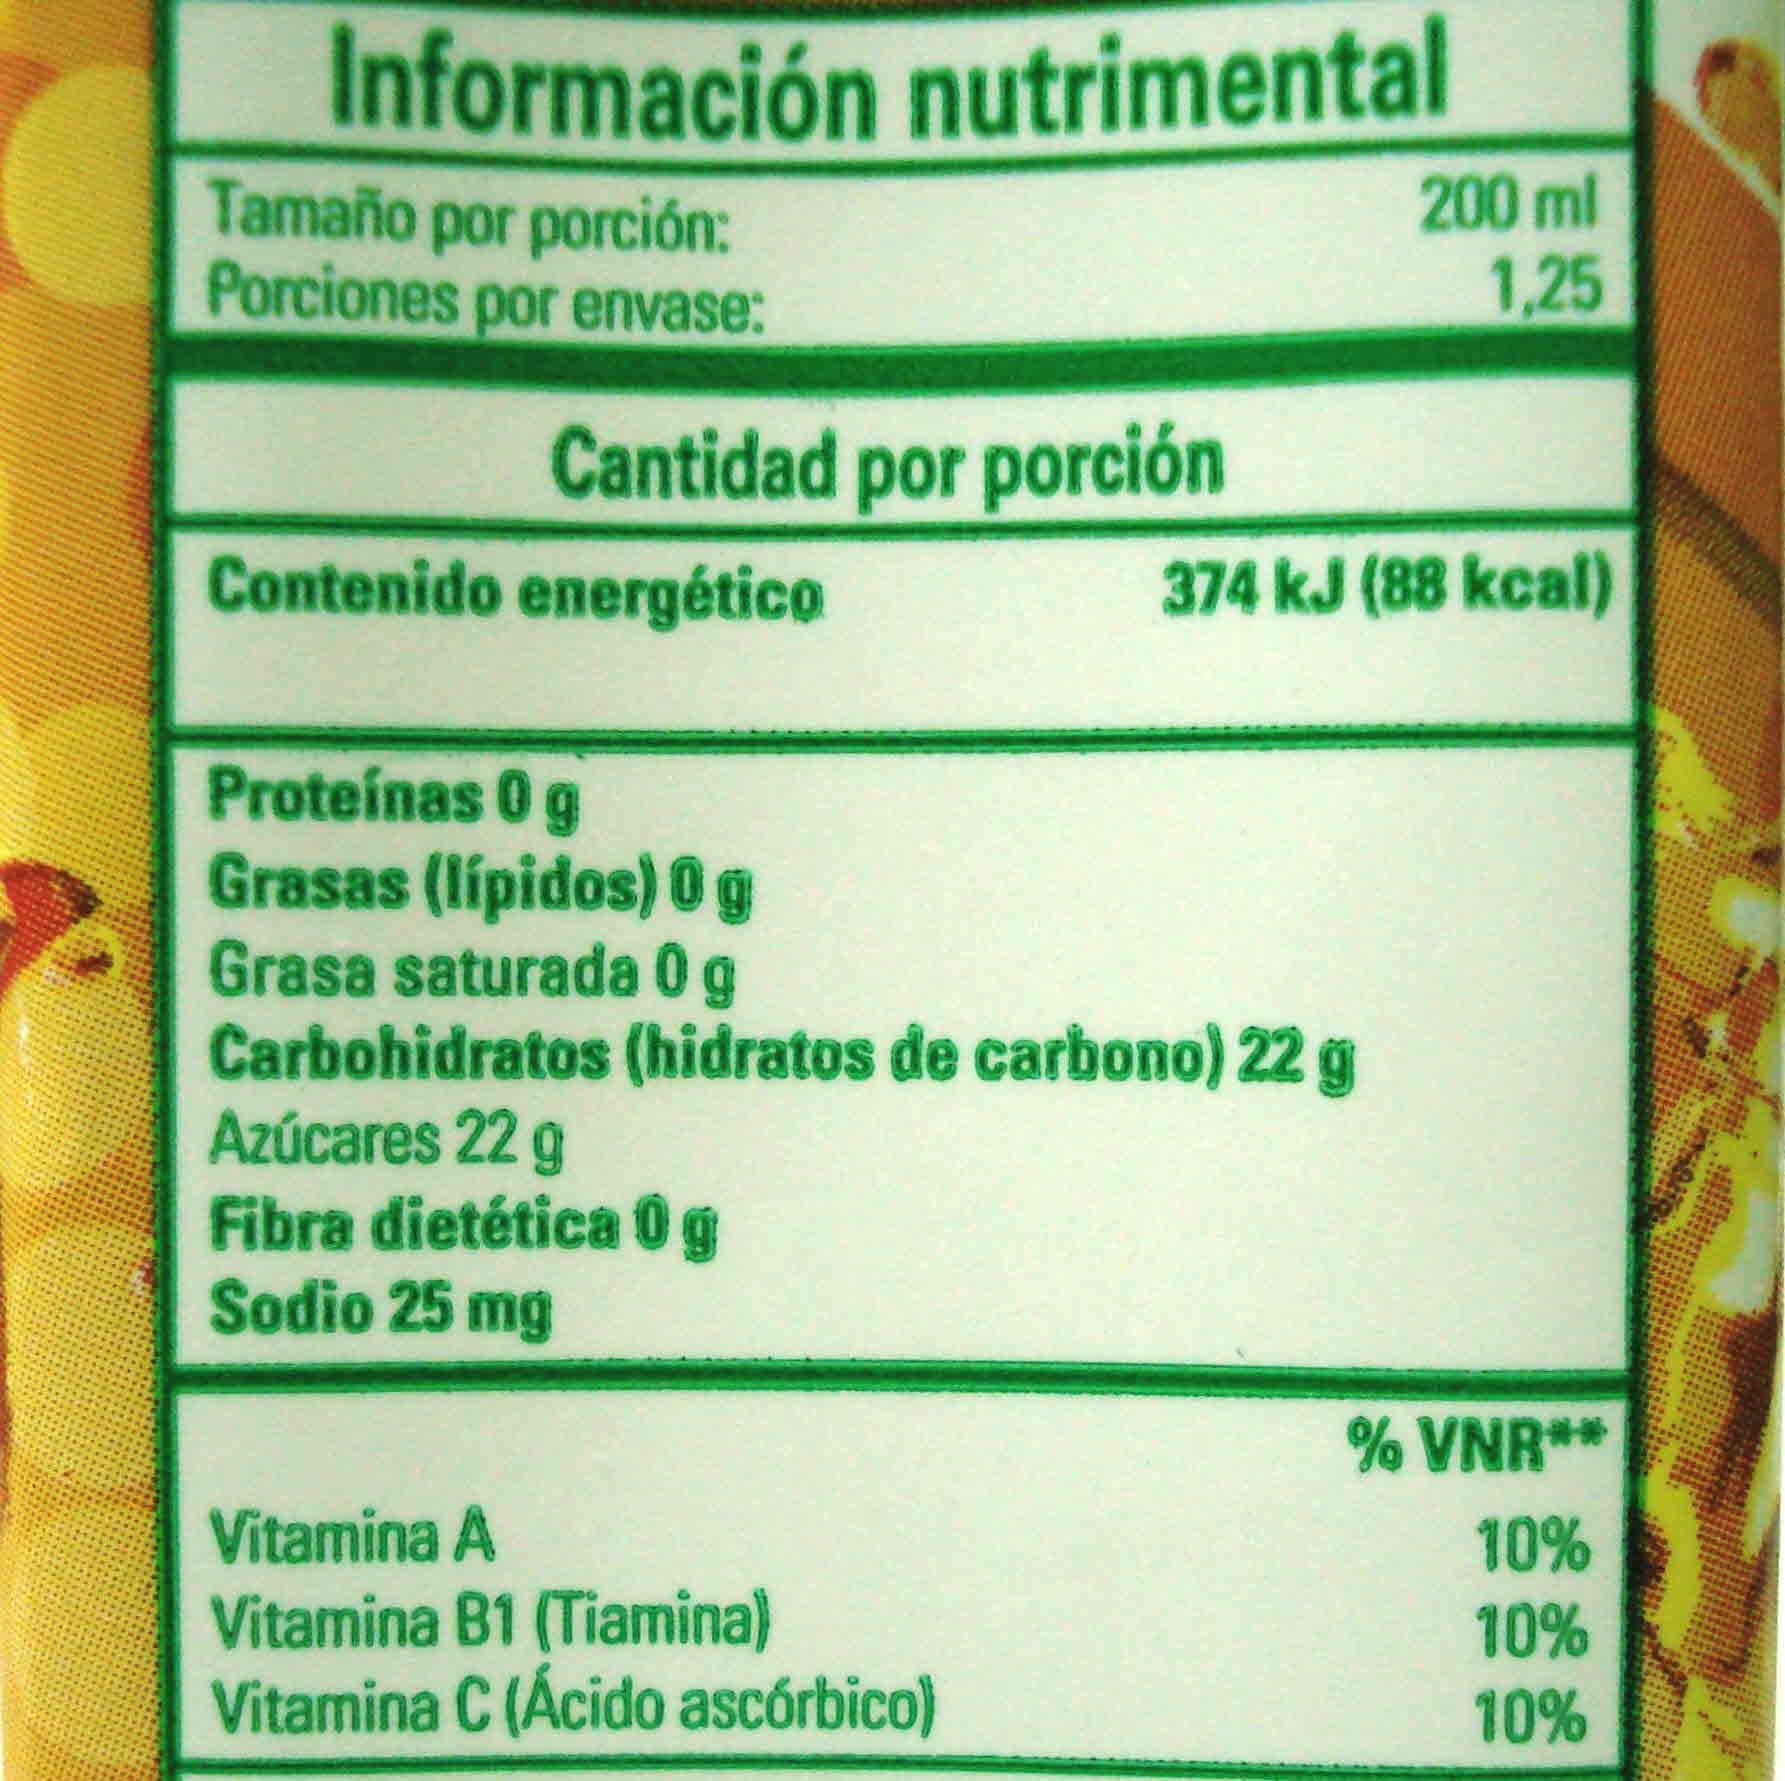 Información nutrimental
Tamaño por porción: 200 ml
Porciones por envase: 1,25
Cantidad por porción
Contenido energético 374 kJ (88 kcal)
Proteínas 0 g
Grasas (lípidos) 0 g
Grasa saturada 0 g
Carbohidratos (hidratos de carbono) 22 g
Azúcares 22 g
Fibra dietética 0 g
Sodio 25 mg
% VNR**
Vitamina A 10%
Vitamina B1 (Tiamina) 10%
Vitamina C (Ácido ascórbico) 10%